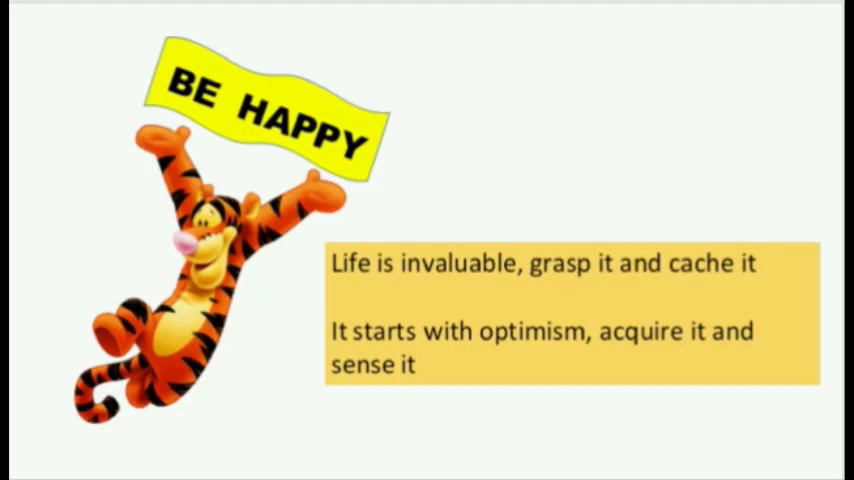 BE HAPPY
Life is invaluable, grasp it and cache it
It starts with optimism, acquire it and
sense it